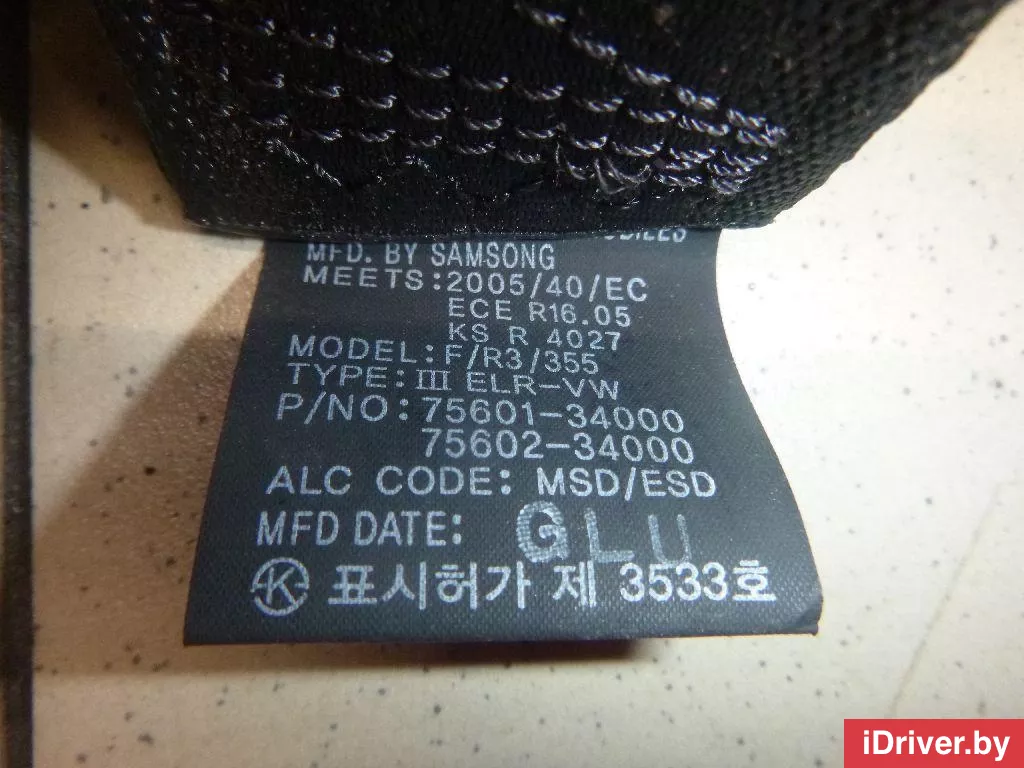 MFD. BY SAMSONG
MEETS:2005/40/EC
ECE R16.05
KS R 4027
MODEL:F/R3/355
TYPE:III ELR-VW
P/NO:75601-34000
75602-34000
ALC CODE: MSD/ESD
MFD DATE: GLU
K 표시허가 제 3533호
iDriver.by